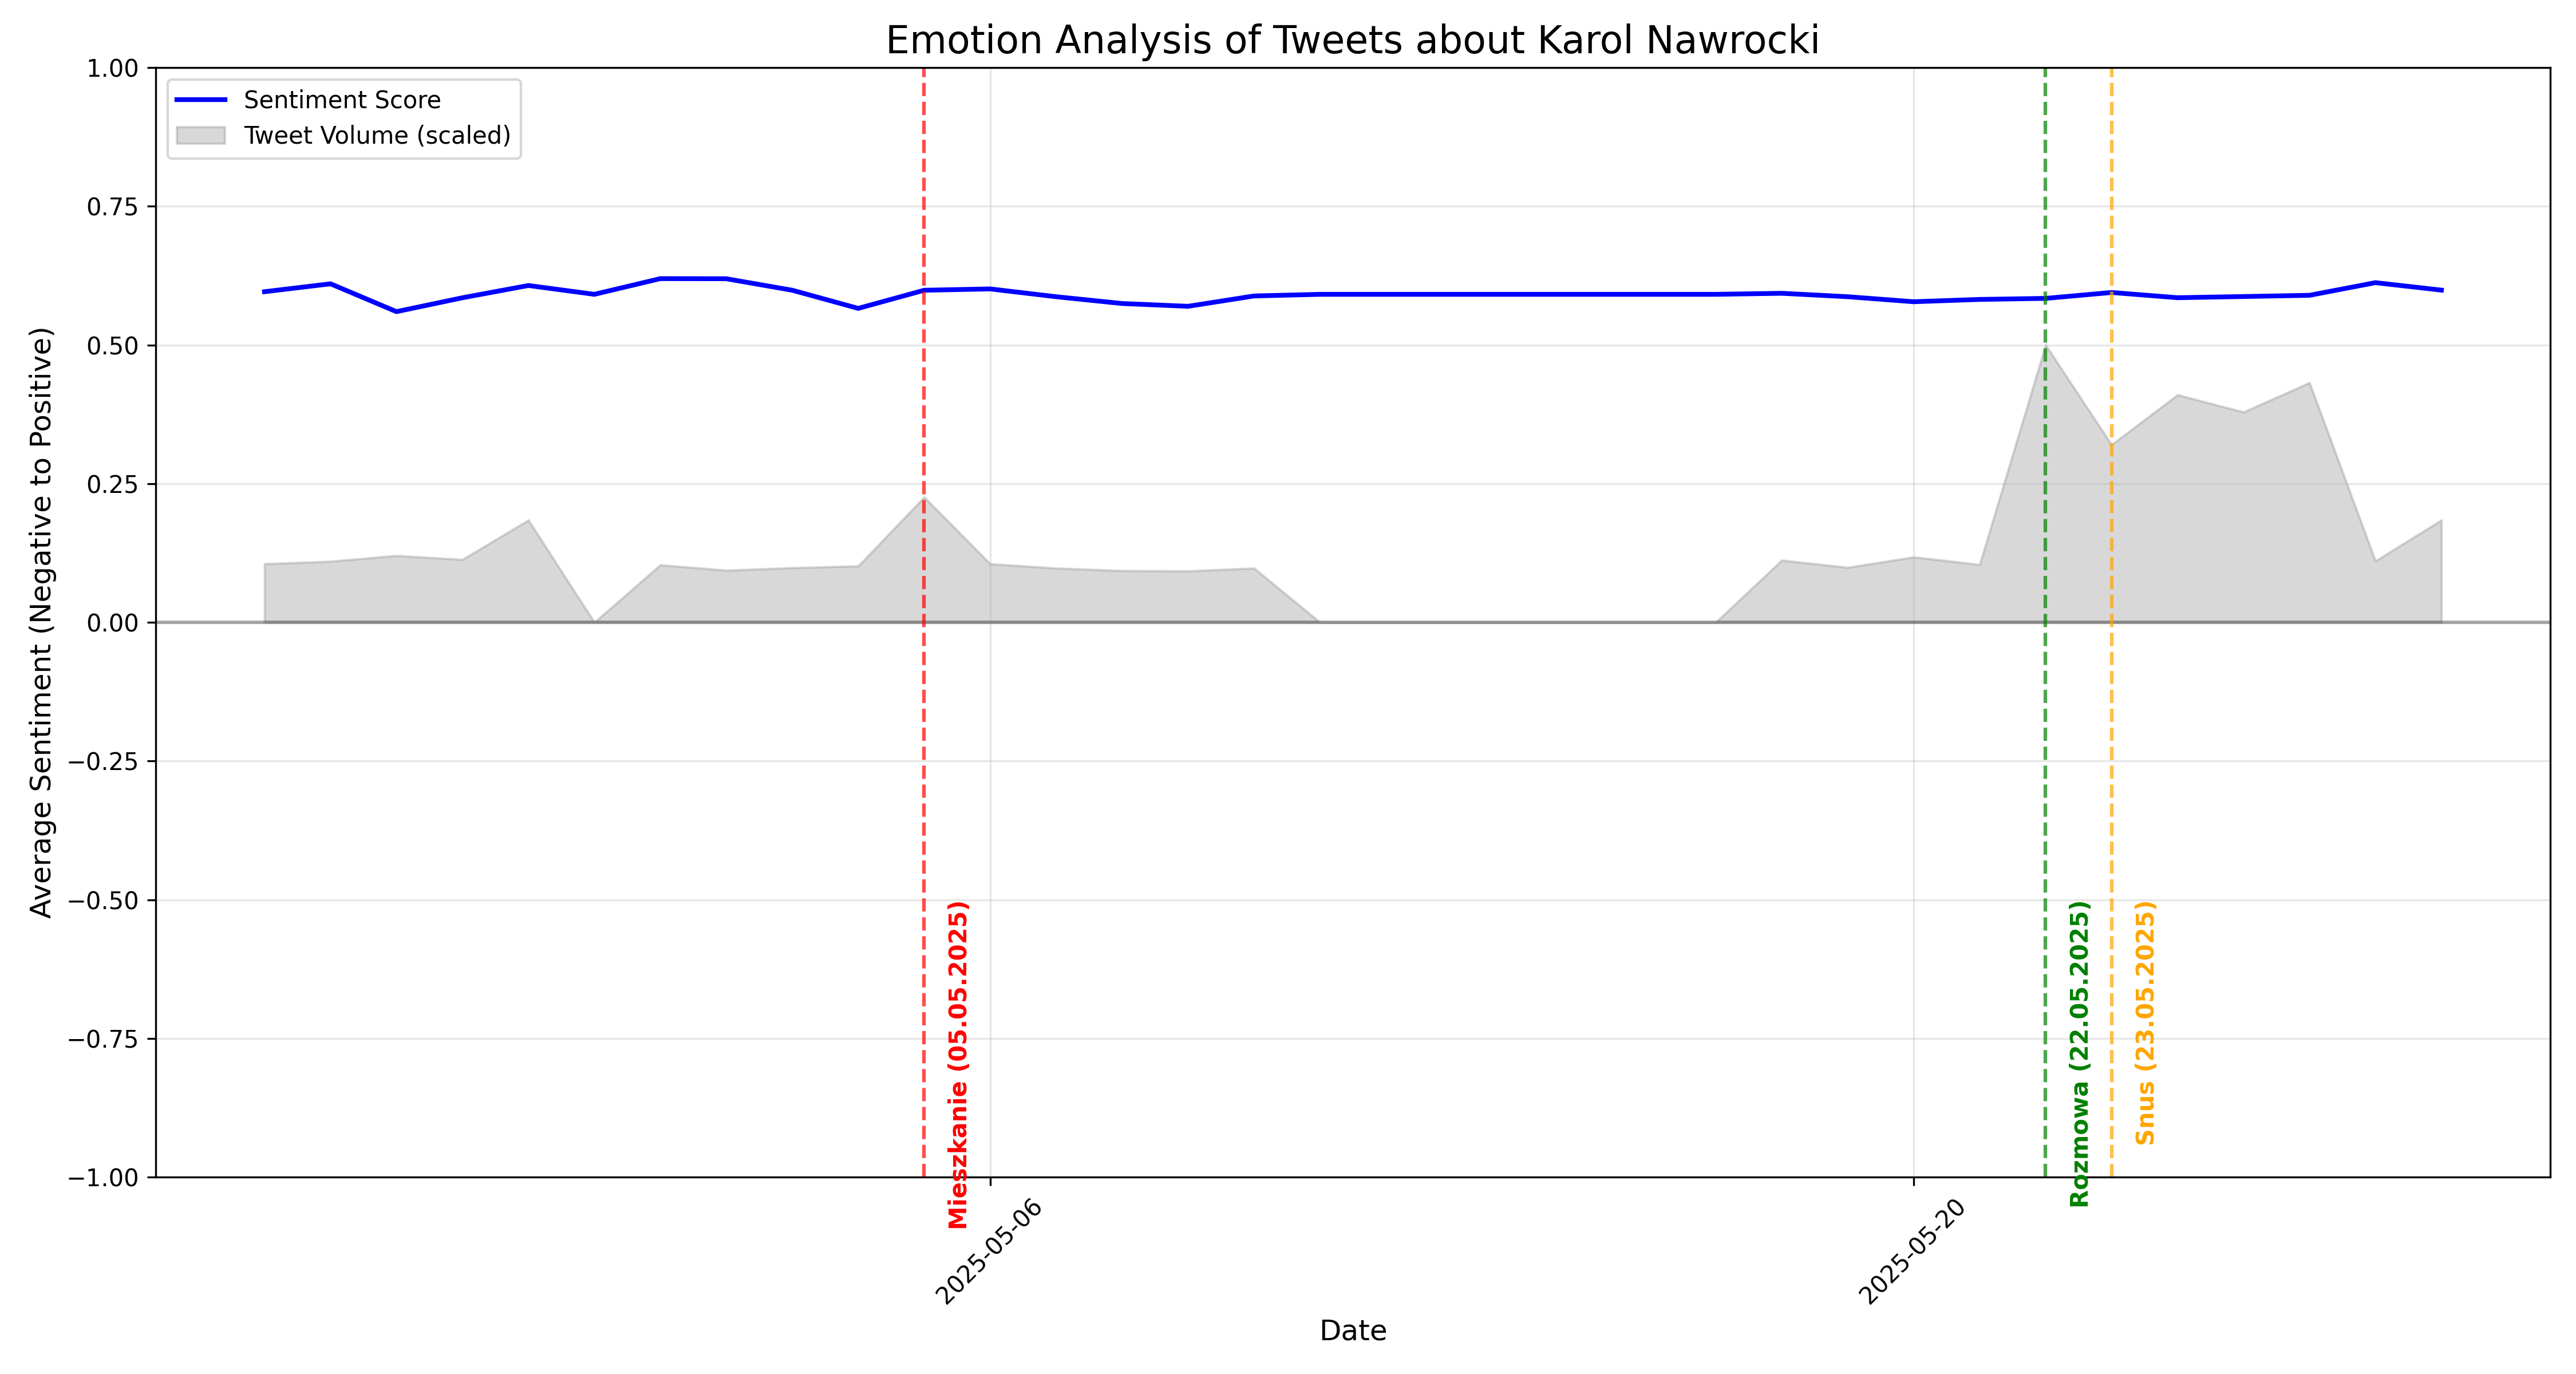 Emotion Analysis of Tweets about Karol Nawrocki
Sentiment Score
Tweet Volume (scaled)
Average Sentiment (Negative to Positive)
1.00
0.75
0.50
0.25
0.00
−0.25
−0.50
−0.75
−1.00
Mieszkanie (05.05.2025)
Rozmowa (22.05.2025)
Snus (23.05.2025)
2025-05-06
2025-05-20
Date